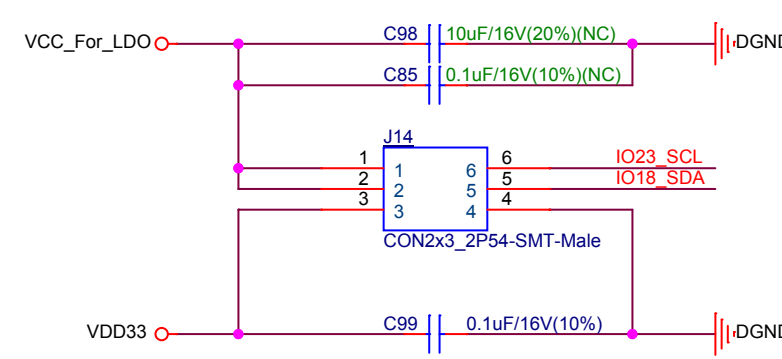 VCC_For_LDO
C98 10uF/16V(20%)(NC)
DGND
C85 0.1uF/16V(10%)(NC)
J14
1 1 6 6 IO23_SCL
2 2 5 5 IO18_SDA
3 3 4 4
CON2x3_2P54-SMT-Male
VDD33
C99 0.1uF/16V(10%)
DGND